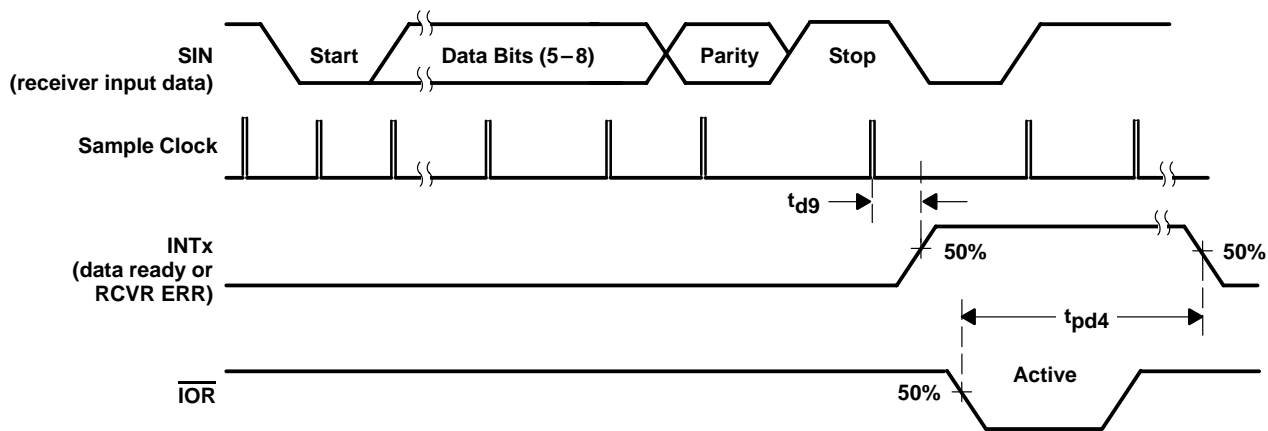 SIN
(receiver input data)
Start
Data Bits (5–8)
Parity
Stop
Sample Clock
td9
INTx
(data ready or
RCVR ERR)
50%
50%
tpd4
IOR
50%
Active